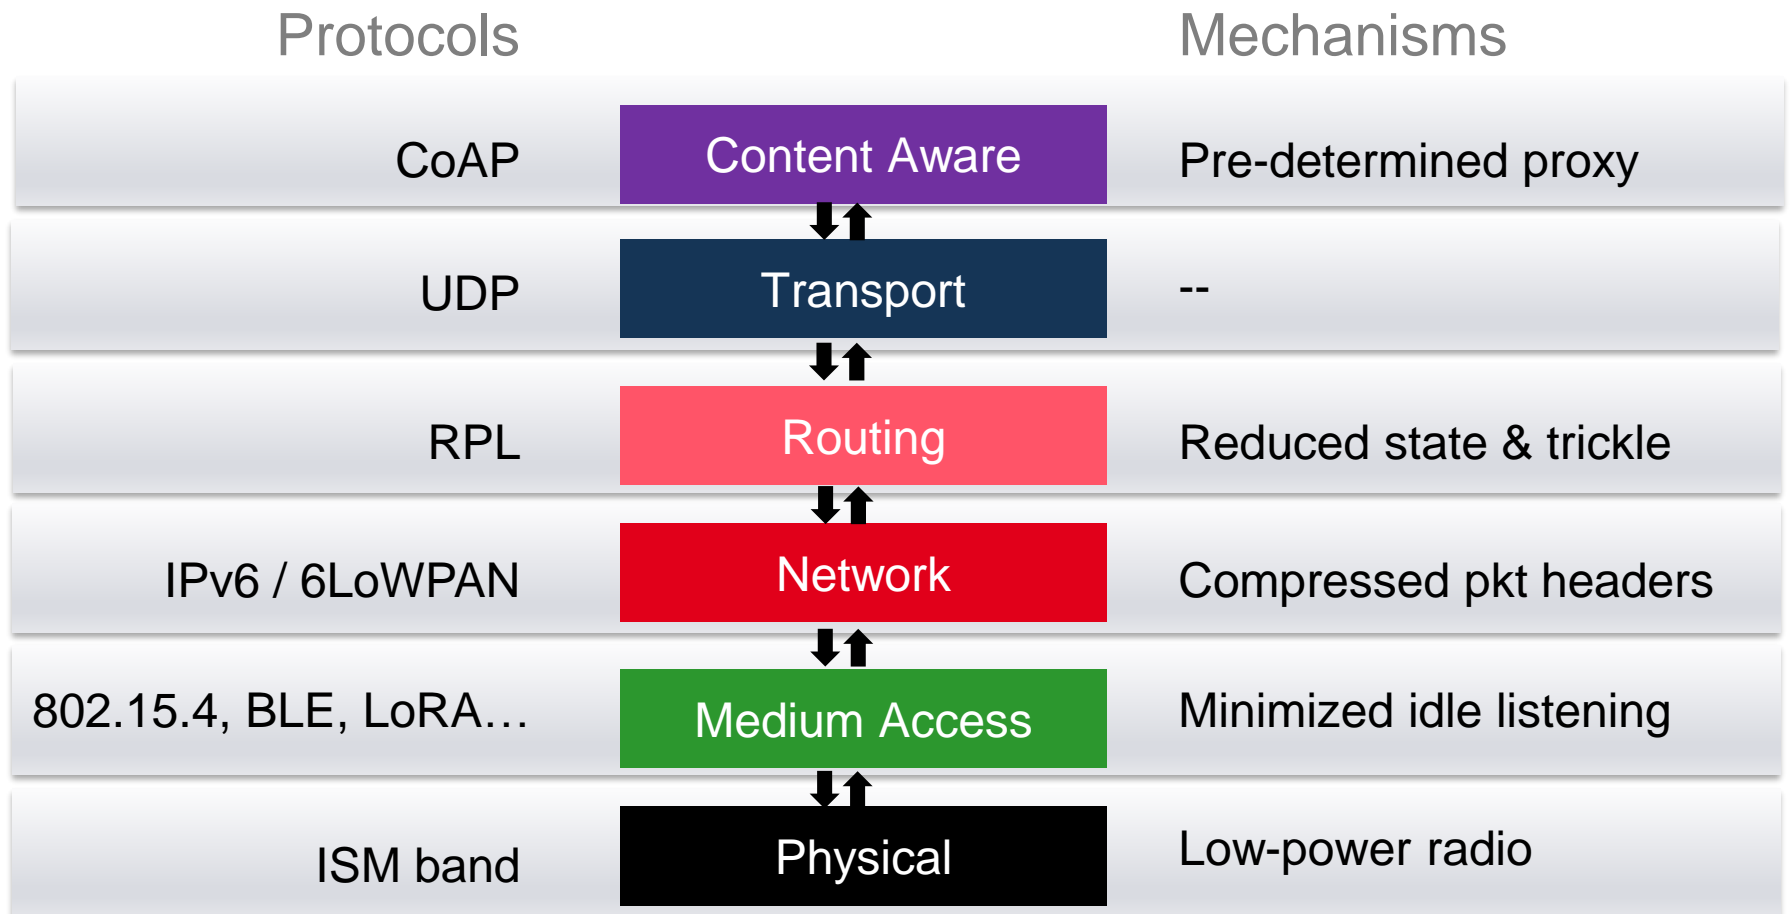 Protocols Mechanisms
CoAP Content Aware Pre-determined proxy
UDP Transport --
RPL Routing Reduced state & trickle
IPv6 / 6LoWPAN Network Compressed pkt headers
802.15.4, BLE, LoRA… Medium Access Minimized idle listening
ISM band Physical Low-power radio